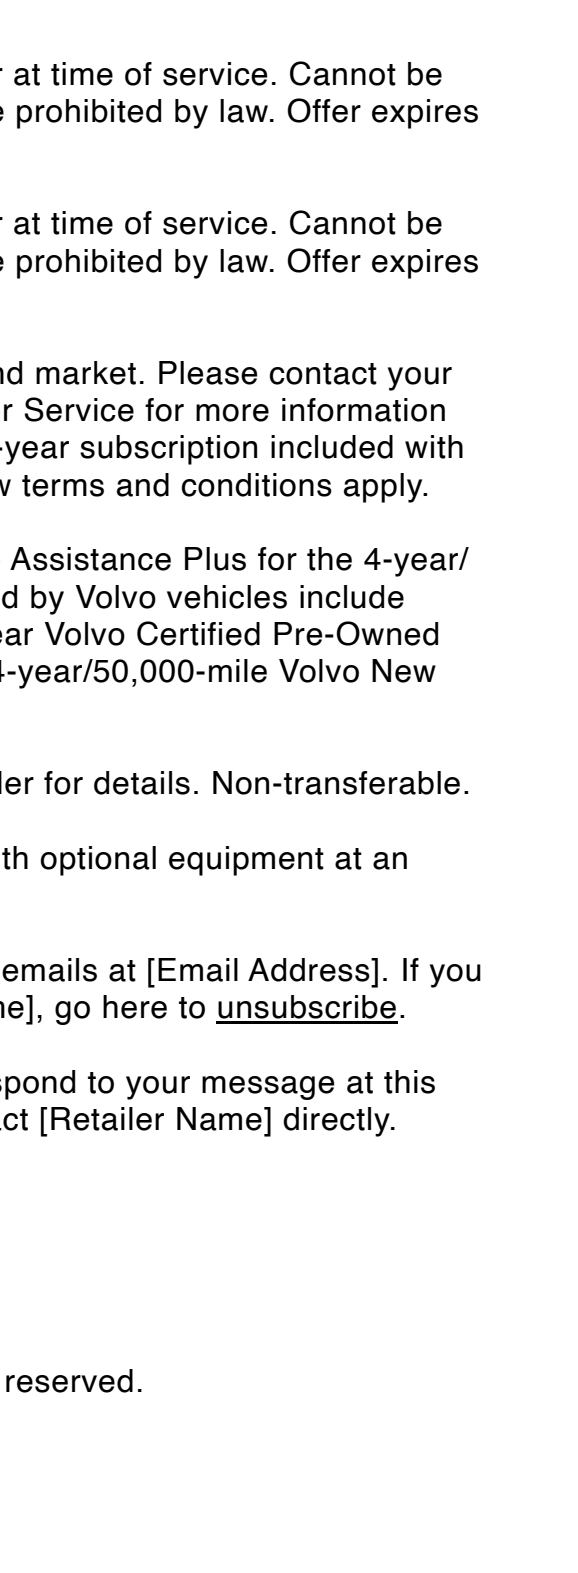 at time of service. Cannot be
prohibited by law. Offer expires
at time of service. Cannot be
prohibited by law. Offer expires
nd market. Please contact your
r Service for more information
-year subscription included with
w terms and conditions apply.
Assistance Plus for the 4-year/
d by Volvo vehicles include
ear Volvo Certified Pre-Owned
4-year/50,000-mile Volvo New
ler for details. Non-transferable.
th optional equipment at an
emails at [Email Address]. If you
ne], go here to unsubscribe.
spond to your message at this
act [Retailer Name] directly.
reserved.